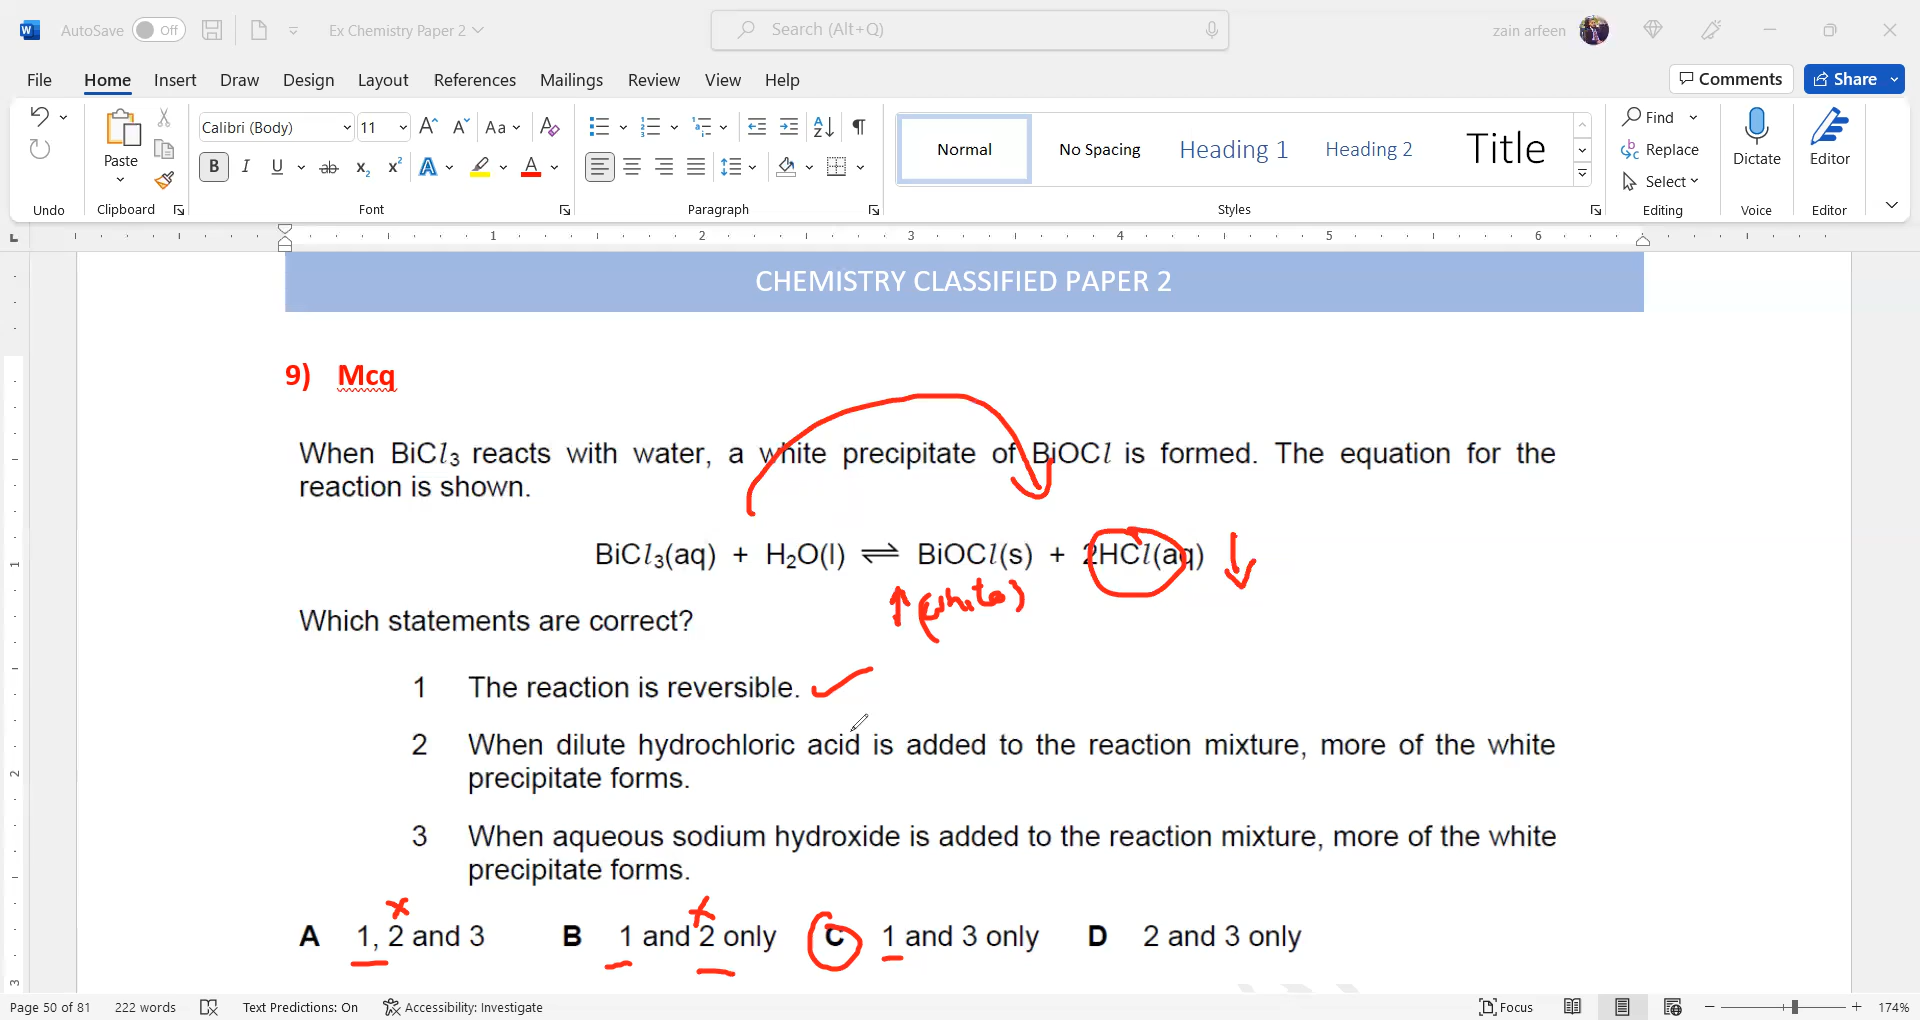 AutoSave Off Ex Chemistry Paper 2 Search (Alt+Q) zain arfeen
File Home Insert Draw Design Layout References Mailings Review View Help Comments Share
Paste Calibri (Body) 11 Aa Normal No Spacing Heading 1 Heading 2 Title Find Replace Select Dictate Editor
Undo Clipboard Font Paragraph Styles Editing Voice Editor
1 2 3 4 5 6
CHEMISTRY CLASSIFIED PAPER 2
9) Mcq
When BiCl₃ reacts with water, a white precipitate of BiOCl is formed. The equation for the
reaction is shown.
BiCl₃(aq) + H₂O(l) ⇌ BiOCl(s) + 2HCl(aq) ↓
↑ (white)
Which statements are correct?
1 The reaction is reversible. ✓
2 When dilute hydrochloric acid is added to the reaction mixture, more of the white
precipitate forms.
3 When aqueous sodium hydroxide is added to the reaction mixture, more of the white
precipitate forms.
x x
A 1, 2 and 3 B 1 and 2 only C 1 and 3 only D 2 and 3 only
Page 50 of 81 222 words Text Predictions: On Accessibility: Investigate Focus 174%